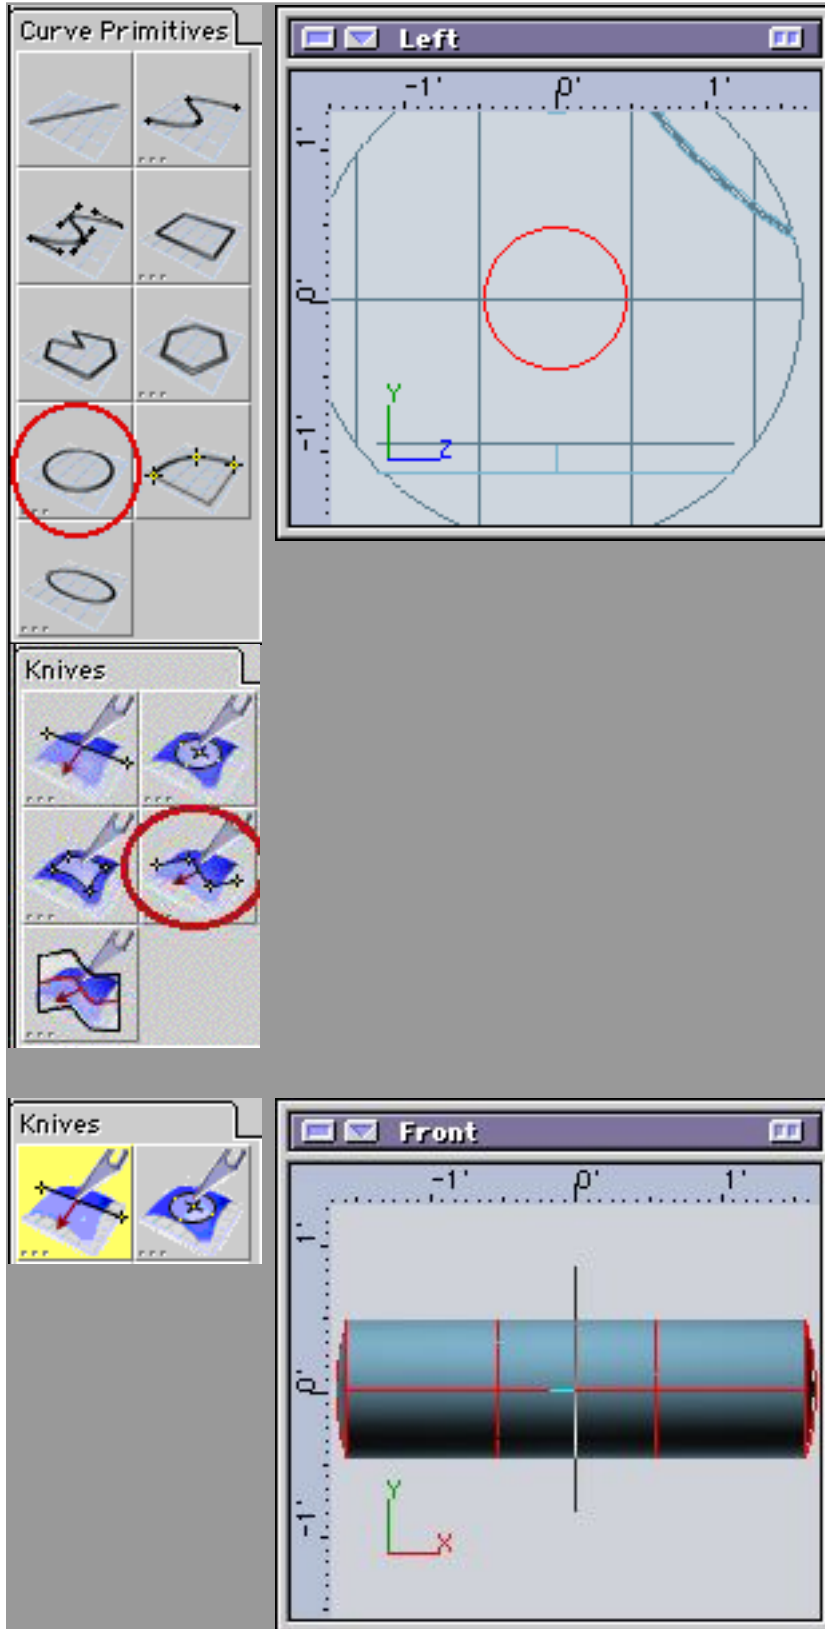 Curve Primitives
Left
-1' 0' 1'
1'
0'
-1'
Y
Z
Knives
Knives
Front
-1' 0' 1'
1'
0'
-1'
Y
X